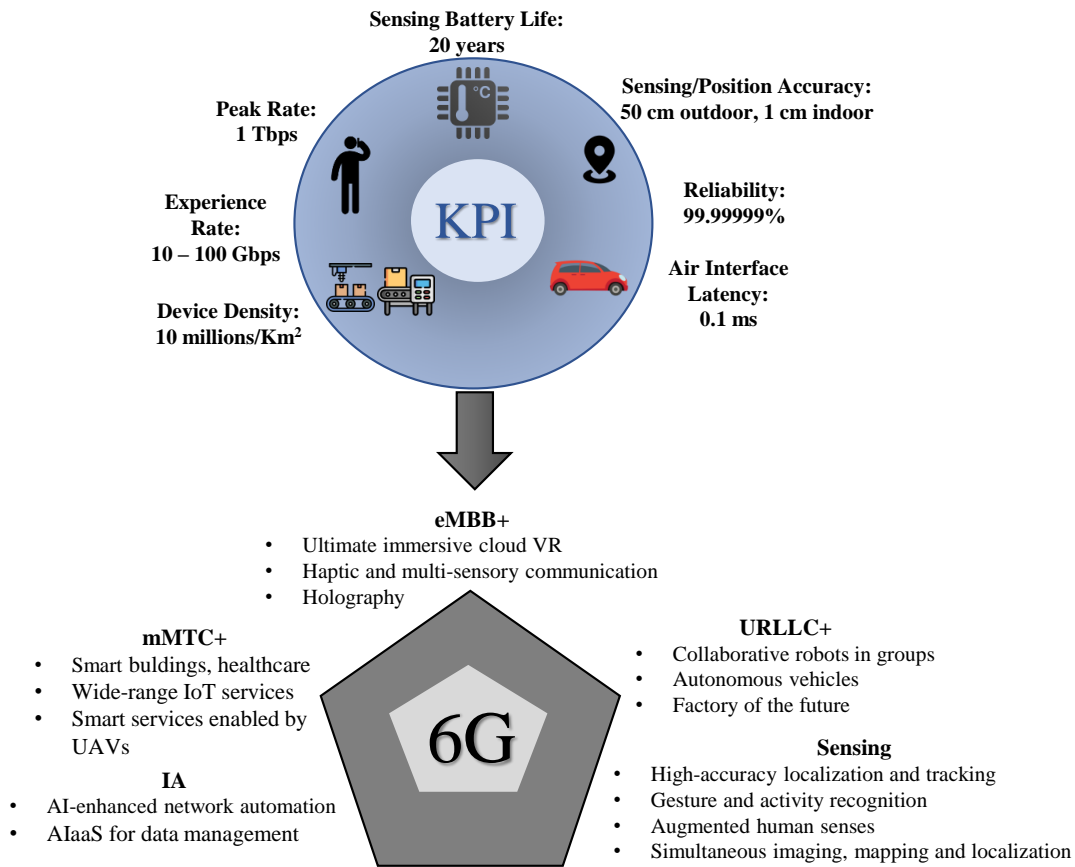 Sensing Battery Life:
20 years
Sensing/Position Accuracy:
50 cm outdoor, 1 cm indoor
°C
Peak Rate:
1 Tbps
Reliability:
99.99999%
Experience
Rate:
10 – 100 Gbps
KPI
Air Interface
Latency:
0.1 ms
Device Density:
10 millions/Km²
eMBB+
• Ultimate immersive cloud VR
• Haptic and multi-sensory communication
• Holography
mMTC+
• Smart buldings, healthcare
• Wide-range IoT services
• Smart services enabled by
UAVs
URLLC+
• Collaborative robots in groups
• Autonomous vehicles
• Factory of the future
6G
IA
• AI-enhanced network automation
• AIaaS for data management
Sensing
• High-accuracy localization and tracking
• Gesture and activity recognition
• Augmented human senses
• Simultaneous imaging, mapping and localization